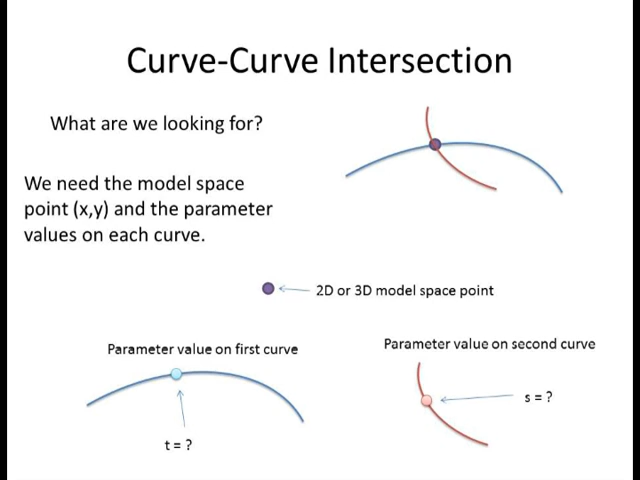 Curve-Curve Intersection
What are we looking for?
We need the model space
point (x,y) and the parameter
values on each curve.
2D or 3D model space point
Parameter value on first curve
Parameter value on second curve
s = ?
t = ?